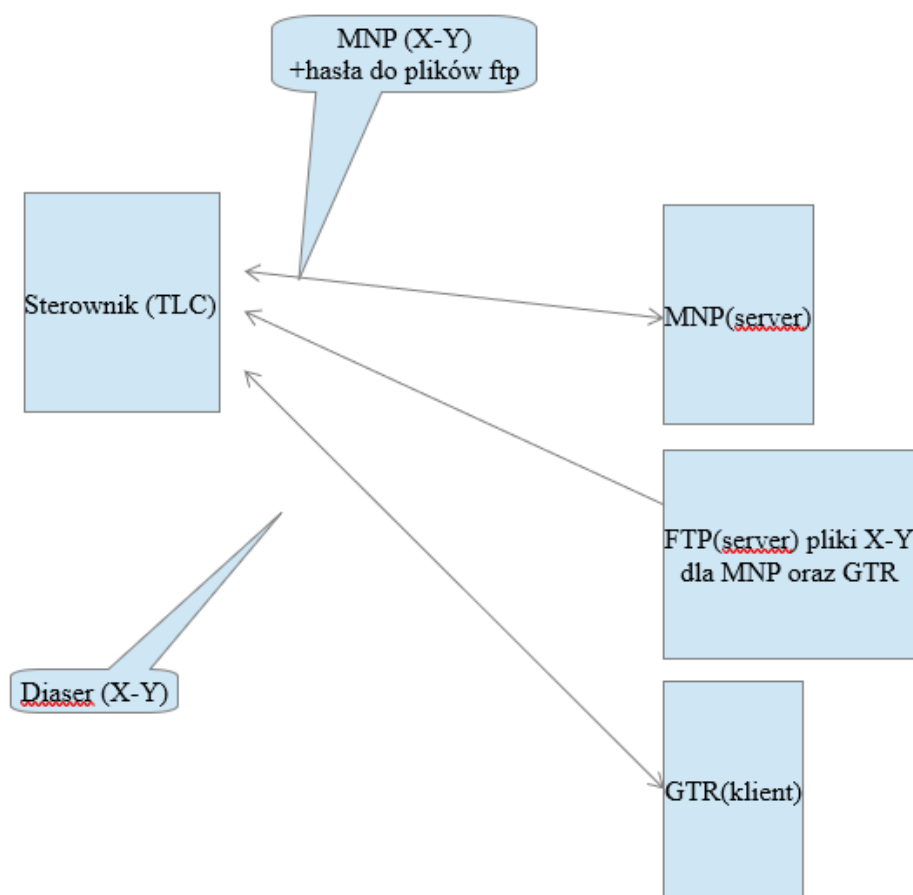 MNP (X-Y)
+hasła do plików ftp
Sterownik (TLC)
MNP(server)
FTP(server) pliki X-Y
dla MNP oraz GTR
Diaser (X-Y)
GTR(klient)